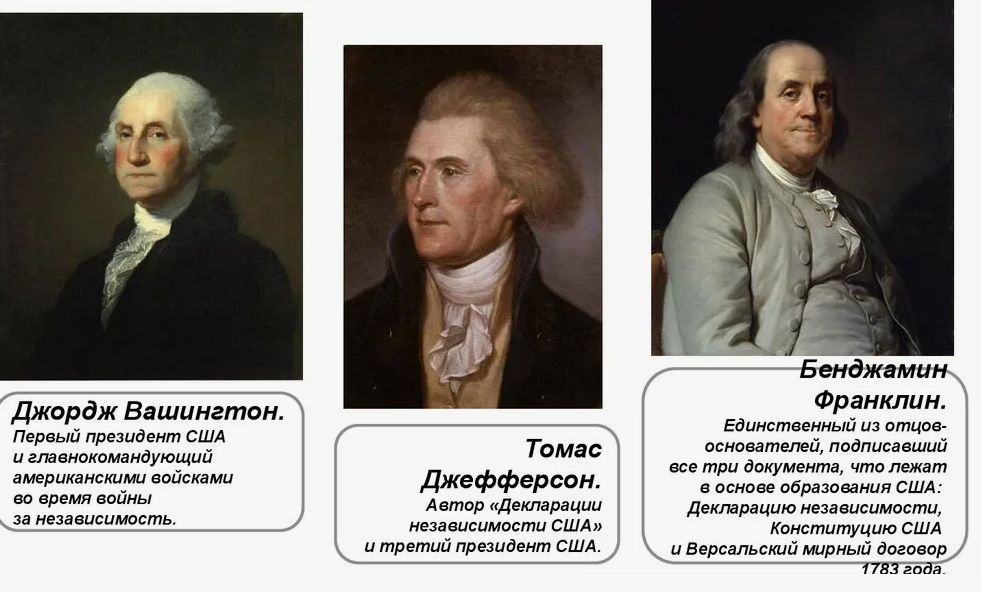 Джордж Вашингтон.
Первый президент США
и главнокомандующий
американскими войсками
во время войны
за независимость.
Томас
Джефферсон.
Автор «Декларации
независимости США»
и третий президент США.
Бенджамин
Франклин.
Единственный из отцов-
основателей, подписавший
все три документа, что лежат
в основе образования США:
Декларацию независимости,
Конституцию США
и Версальский мирный договор
1783 года.